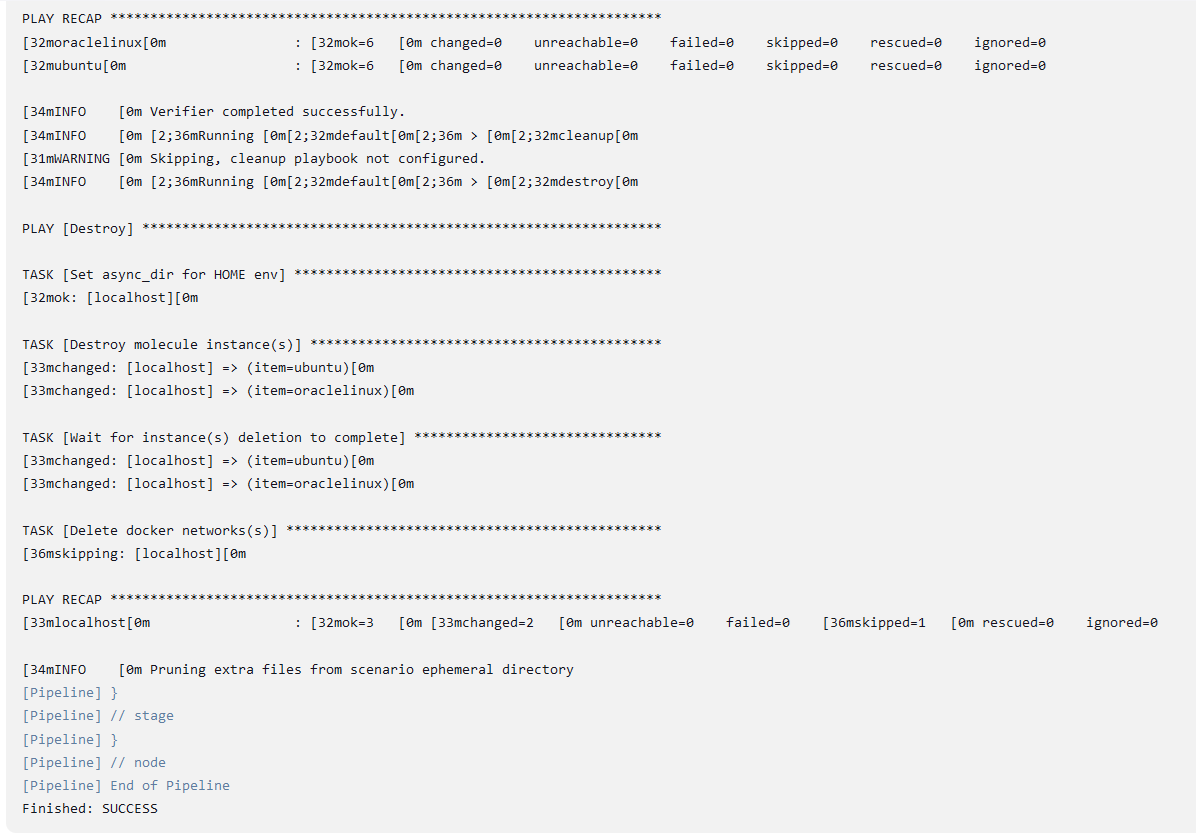 PLAY RECAP *********************************************************************
[32moraclelinux[0m                : [32mok=6   [0m changed=0    unreachable=0    failed=0    skipped=0    rescued=0    ignored=0
[32mubuntu[0m                     : [32mok=6   [0m changed=0    unreachable=0    failed=0    skipped=0    rescued=0    ignored=0
[34mINFO    [0m Verifier completed successfully.
[34mINFO    [0m [2;36mRunning [0m[2;32mdefault[0m[2;36m > [0m[2;32mcleanup[0m
[31mWARNING [0m Skipping, cleanup playbook not configured.
[34mINFO    [0m [2;36mRunning [0m[2;32mdefault[0m[2;36m > [0m[2;32mdestroy[0m
PLAY [Destroy] *****************************************************************
TASK [Set async_dir for HOME env] **********************************************
[32mok: [localhost][0m
TASK [Destroy molecule instance(s)] ********************************************
[33mchanged: [localhost] => (item=ubuntu)[0m
[33mchanged: [localhost] => (item=oraclelinux)[0m
TASK [Wait for instance(s) deletion to complete] *******************************
[33mchanged: [localhost] => (item=ubuntu)[0m
[33mchanged: [localhost] => (item=oraclelinux)[0m
TASK [Delete docker networks(s)] ***********************************************
[36mskipping: [localhost][0m
PLAY RECAP *********************************************************************
[33mlocalhost[0m                  : [32mok=3   [0m [33mchanged=2   [0m unreachable=0    failed=0    [36mskipped=1   [0m rescued=0    ignored=0
[34mINFO    [0m Pruning extra files from scenario ephemeral directory
[Pipeline] }
[Pipeline] // stage
[Pipeline] }
[Pipeline] // node
[Pipeline] End of Pipeline
Finished: SUCCESS